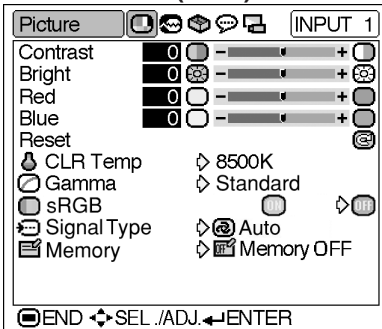 Picture INPUT 1
Contrast 0 - +
Bright 0 - +
Red 0 - +
Blue 0 - +
Reset
CLR Temp 8500K
Gamma Standard
sRGB ON OFF
Signal Type Auto
Memory OFF Memory OFF
END SEL./ADJ. ENTER